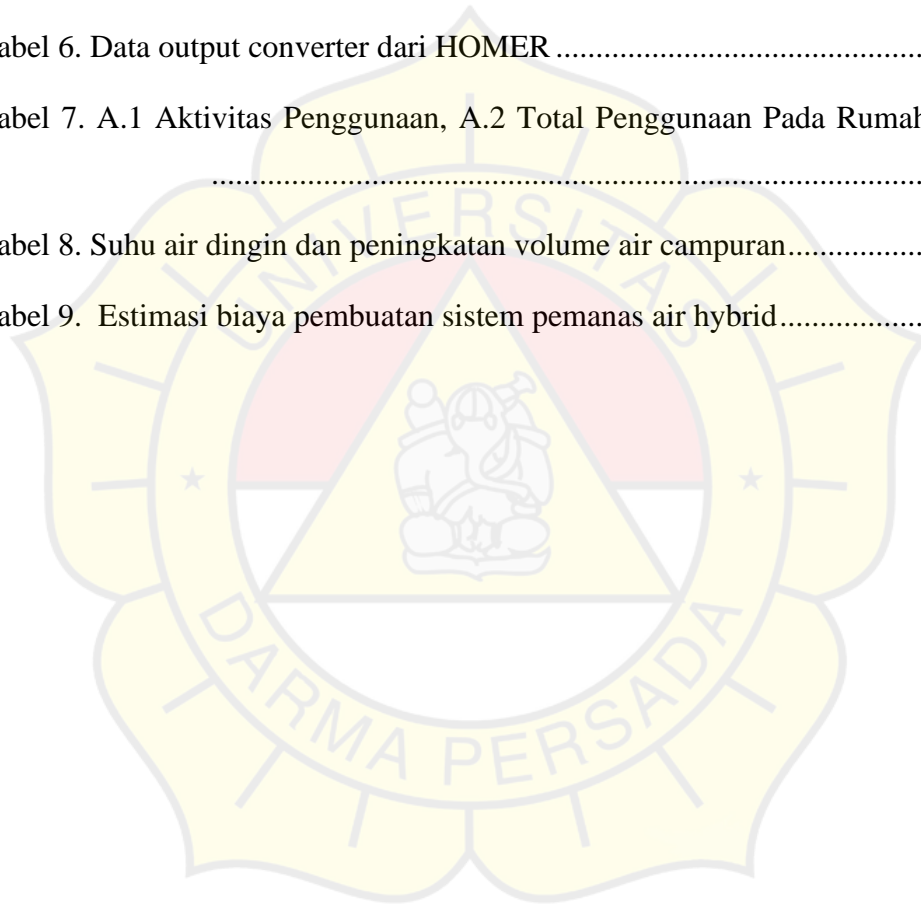 abel 6. Data output converter dari HOMER ................................................
abel 7. A.1 Aktivitas Penggunaan, A.2 Total Penggunaan Pada Rumah
..........................................................................................
abel 8. Suhu air dingin dan peningkatan volume air campuran.................
abel 9.  Estimasi biaya pembuatan sistem pemanas air hybrid..................
UNIVERSITAS
DARMA PERSADA